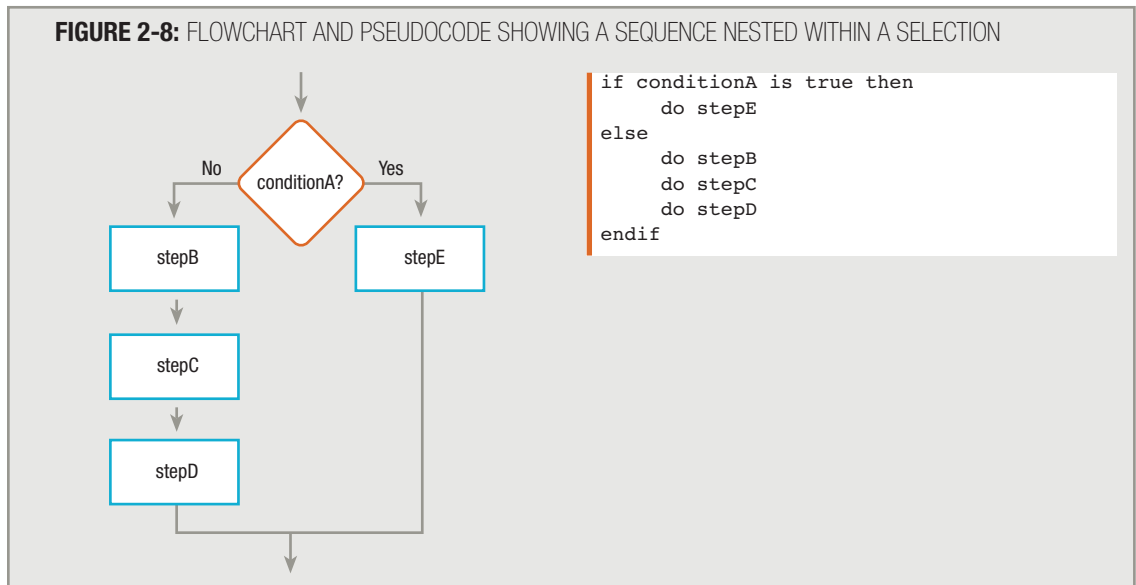 FIGURE 2-8: FLOWCHART AND PSEUDOCODE SHOWING A SEQUENCE NESTED WITHIN A SELECTION
No
conditionA?
Yes
stepB
stepE
stepC
stepD
if conditionA is true then
do stepE
else
do stepB
do stepC
do stepD
endif